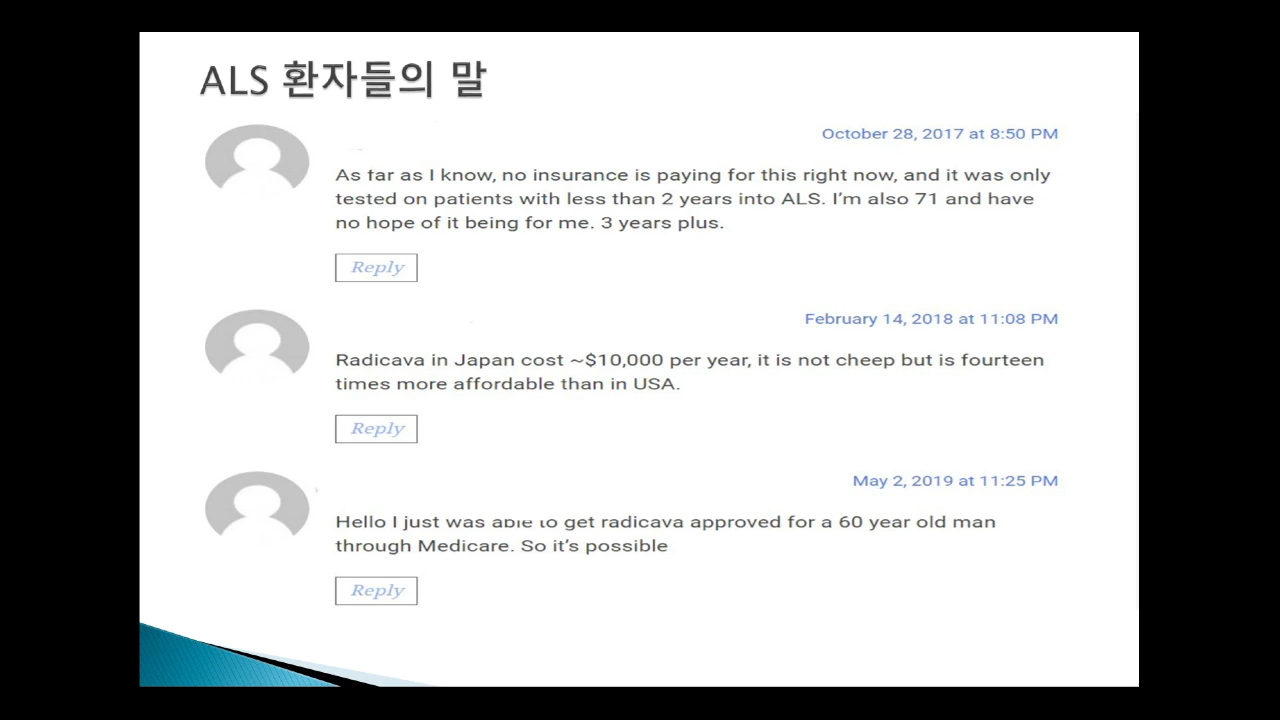 ALS 환자들의 말
October 28, 2017 at 8:50 PM
As far as I know, no insurance is paying for this right now, and it was only
tested on patients with less than 2 years into ALS. I’m also 71 and have
no hope of it being for me. 3 years plus.
Reply
February 14, 2018 at 11:08 PM
Radicava in Japan cost ~$10,000 per year, it is not cheep but is fourteen
times more affordable than in USA.
Reply
May 2, 2019 at 11:25 PM
Hello I just was able to get radicava approved for a 60 year old man
through Medicare. So it’s possible
Reply